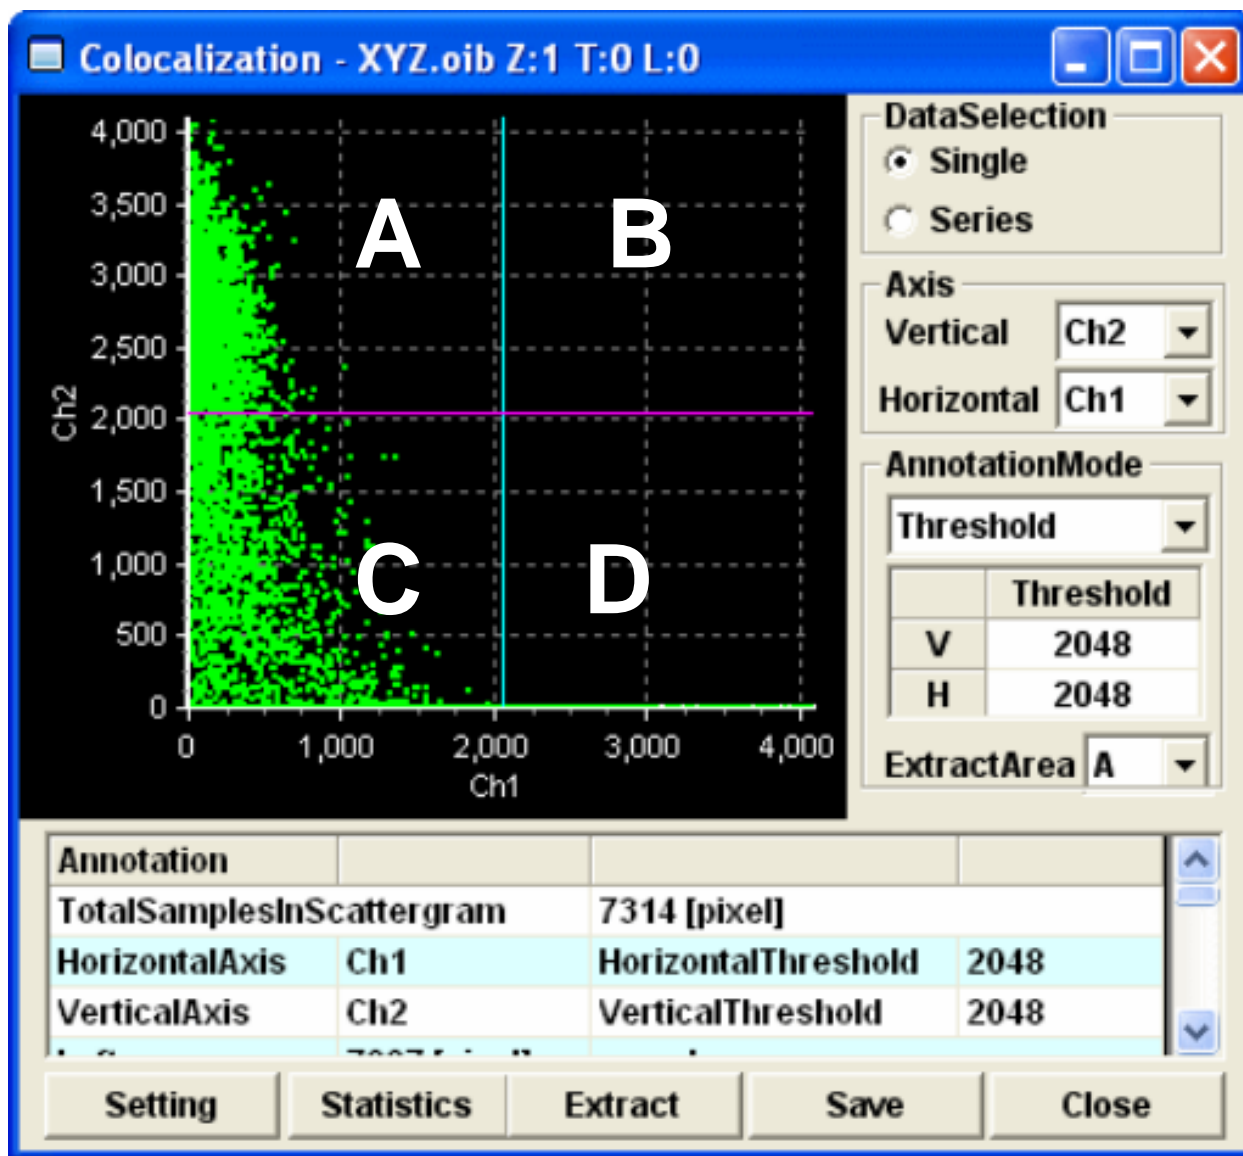 Colocalization - XYZ.oib Z:1 T:0 L:0
4,000
3,500
3,000
2,500
2,000
1,500
1,000
500
0
Ch2
0 1,000 2,000 3,000 4,000
Ch1
A B
C D
DataSelection
Single
Series
Axis
Vertical Ch2
Horizontal Ch1
AnnotationMode
Threshold
Threshold
V 2048
H 2048
ExtractArea A
Annotation
TotalSamplesInScattergram 7314 [pixel]
HorizontalAxis Ch1 HorizontalThreshold 2048
VerticalAxis Ch2 VerticalThreshold 2048
Setting Statistics Extract Save Close